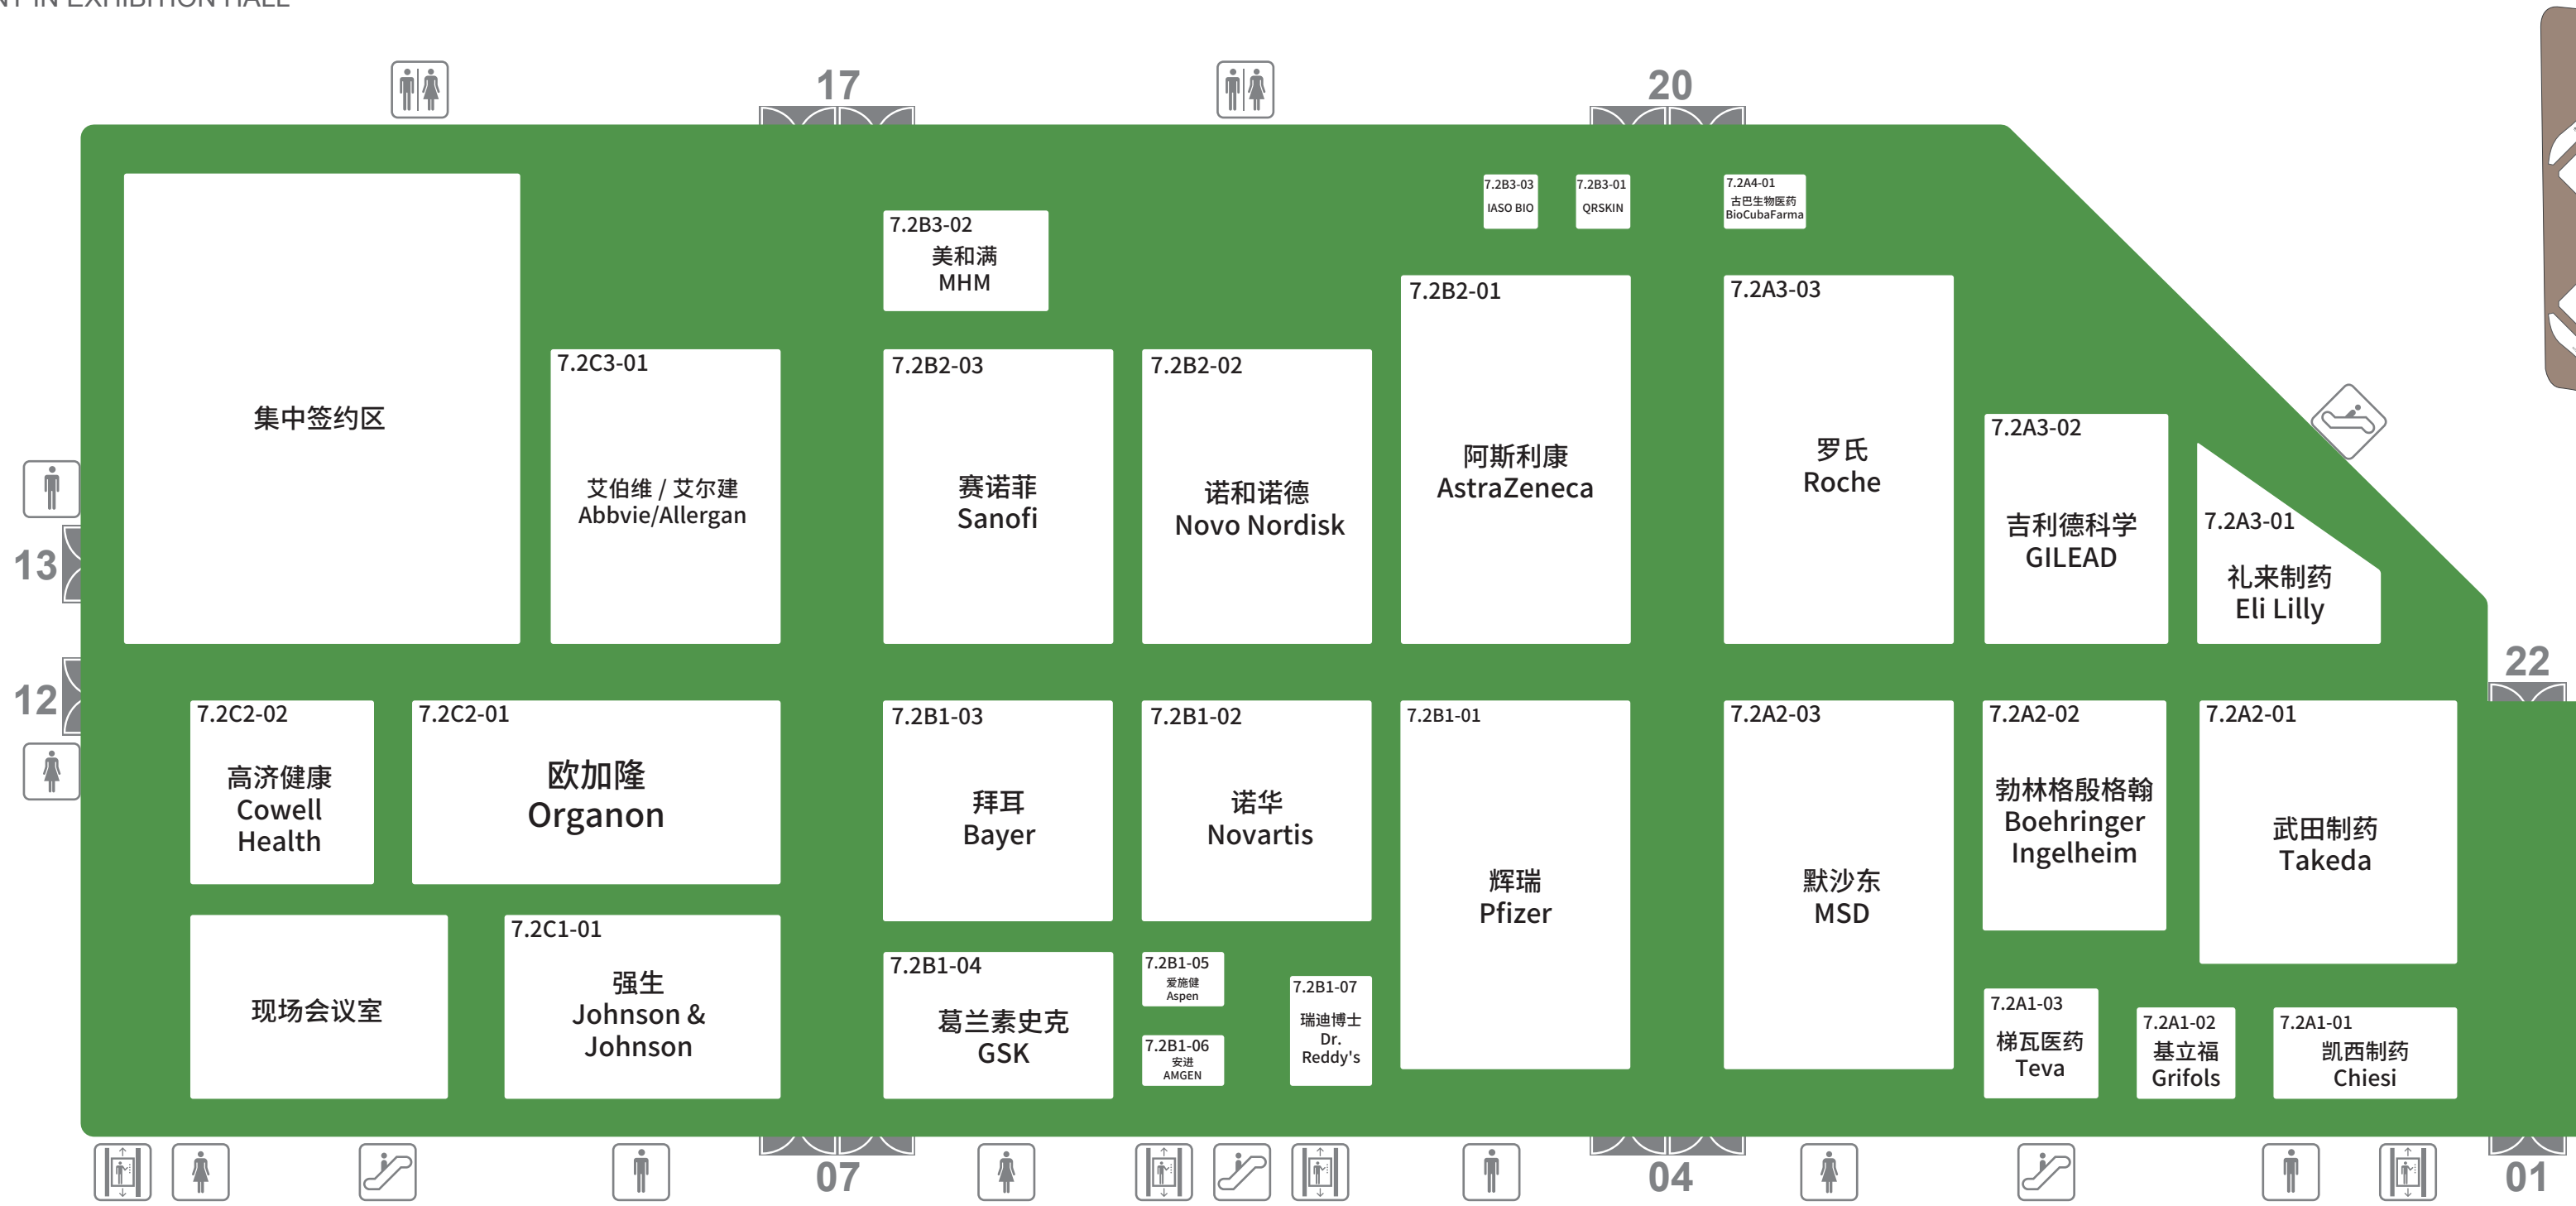 NT IN EXHIBITION HALL
17
20
7.2B3-03
IASO BIO
7.2B3-01
QRSKIN
7.2A4-01
古巴生物医药
BioCubaFarma
7.2B3-02
美和满
MHM
集中签约区
7.2C3-01
艾伯维 / 艾尔建
Abbvie/Allergan
7.2B2-03
赛诺菲
Sanofi
7.2B2-02
诺和诺德
Novo Nordisk
7.2B2-01
阿斯利康
AstraZeneca
7.2A3-03
罗氏
Roche
7.2A3-02
吉利德科学
GILEAD
7.2A3-01
礼来制药
Eli Lilly
13
12
22
7.2C2-02
高济健康
Cowell
Health
7.2C2-01
欧加隆
Organon
7.2B1-03
拜耳
Bayer
7.2B1-02
诺华
Novartis
7.2B1-01
辉瑞
Pfizer
7.2A2-03
默沙东
MSD
7.2A2-02
勃林格殷格翰
Boehringer
Ingelheim
7.2A2-01
武田制药
Takeda
现场会议室
7.2C1-01
强生
Johnson &
Johnson
7.2B1-04
葛兰素史克
GSK
7.2B1-05
爱施健
Aspen
7.2B1-06
安进
AMGEN
7.2B1-07
瑞迪博士
Dr.
Reddy's
7.2A1-03
梯瓦医药
Teva
7.2A1-02
基立福
Grifols
7.2A1-01
凯西制药
Chiesi
07
04
01